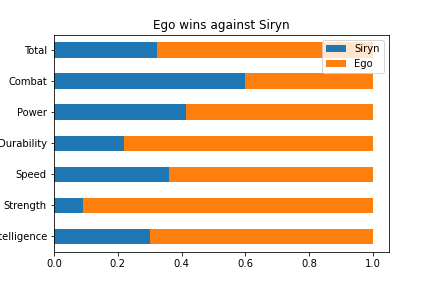 Ego wins against Siryn
Total
Combat
Power
Durability
Speed
Strength
telligence
Siryn
Ego
0.0 0.2 0.4 0.6 0.8 1.0